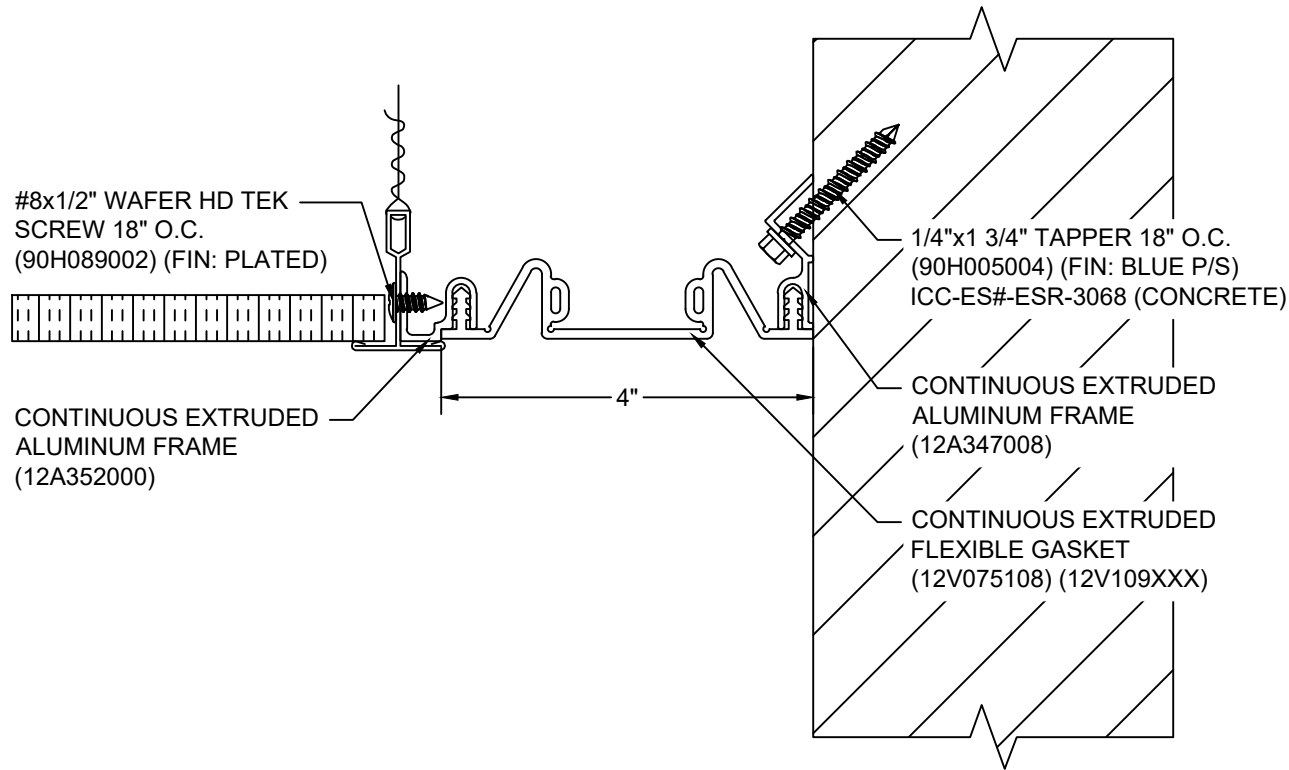 #8x1/2" WAFER HD TEK
SCREW 18" O.C.
(90H089002) (FIN: PLATED)
CONTINUOUS EXTRUDED
ALUMINUM FRAME
(12A352000)
4"
1/4"x1 3/4" TAPPER 18" O.C.
(90H005004) (FIN: BLUE P/S)
ICC-ES#-ESR-3068 (CONCRETE)
CONTINUOUS EXTRUDED
ALUMINUM FRAME
(12A347008)
CONTINUOUS EXTRUDED
FLEXIBLE GASKET
(12V075108) (12V109XXX)